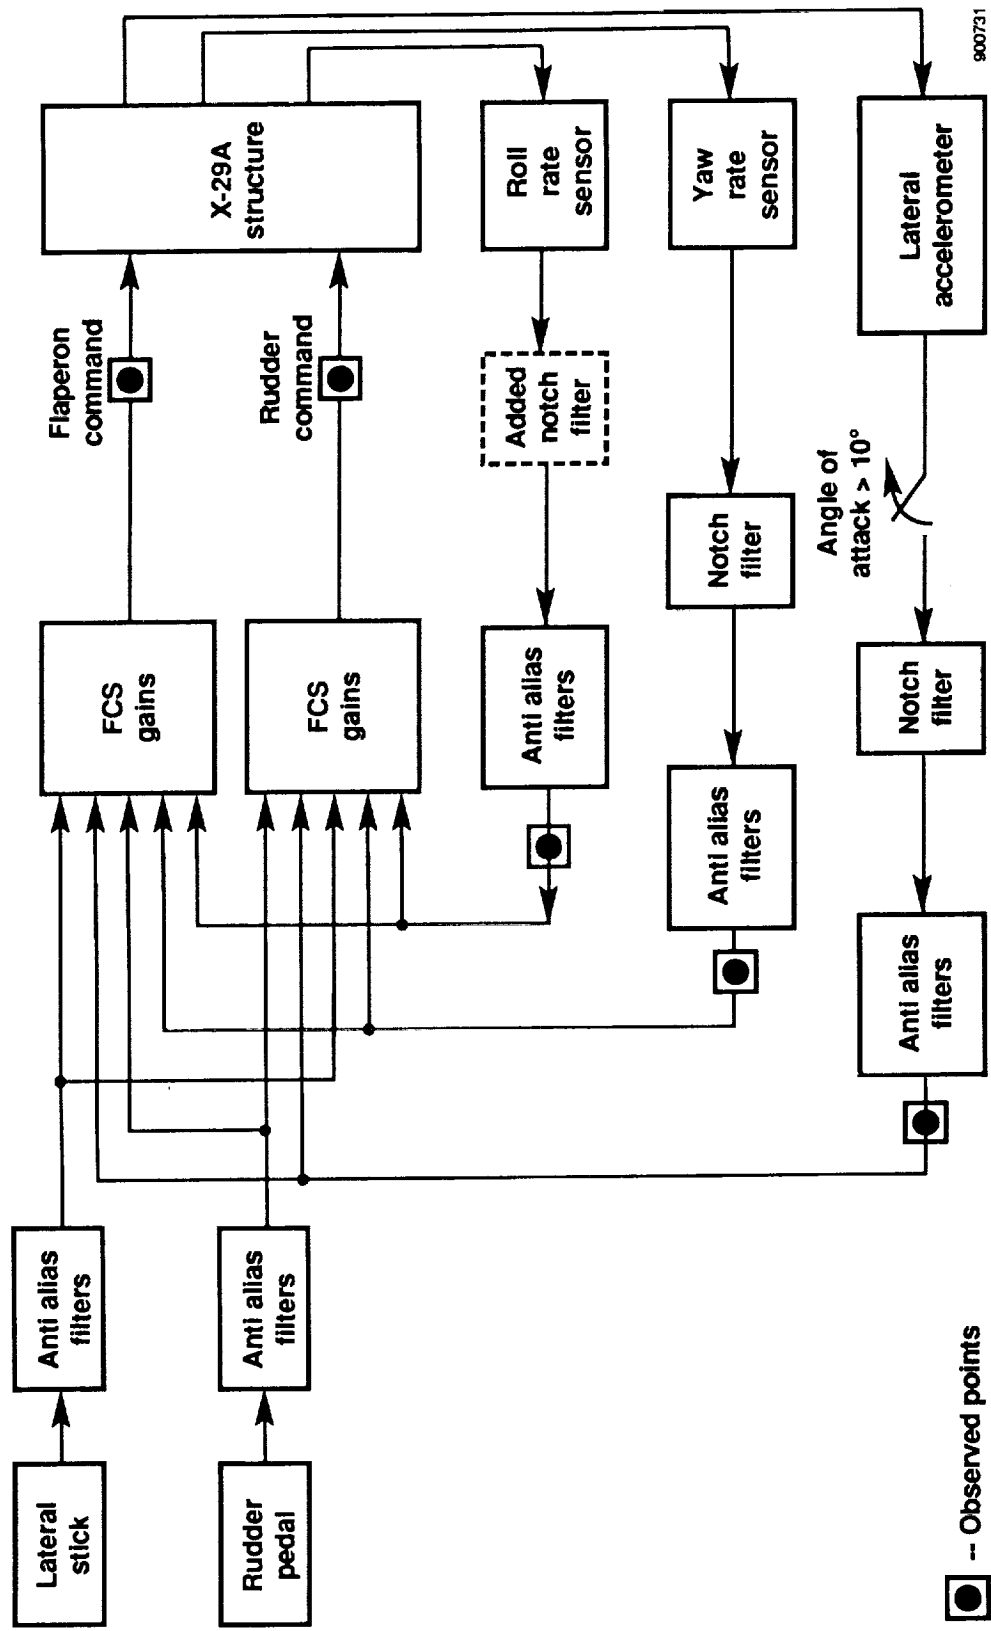 Lateral
stick
Anti alias
filters
Rudder
pedal
Anti alias
filters
FCS
gains
FCS
gains
Flaperon
command
Rudder
command
X-29A
structure
Roll
rate
sensor
Added
notch
filter
Anti alias
filters
Yaw
rate
sensor
Notch
filter
Anti alias
filters
Lateral
accelerometer
Angle of
attack > 10°
Notch
filter
Anti alias
filters
-- Observed points
900731